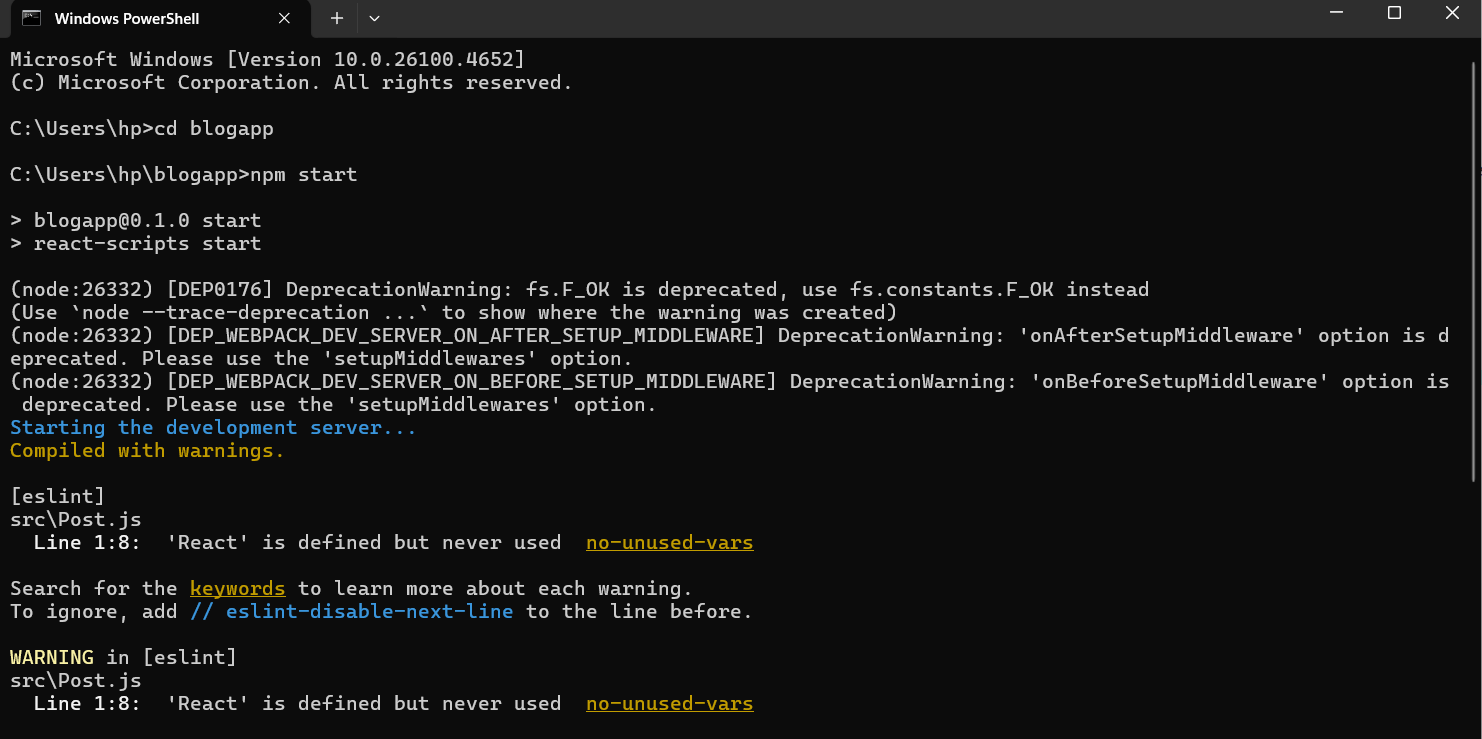 Windows PowerShell
Microsoft Windows [Version 10.0.26100.4652]
(c) Microsoft Corporation. All rights reserved.
C:\Users\hp>cd blogapp
C:\Users\hp\blogapp>npm start
> blogapp@0.1.0 start
> react-scripts start
(node:26332) [DEP0176] DeprecationWarning: fs.F_OK is deprecated, use fs.constants.F_OK instead
(Use `node --trace-deprecation ...` to show where the warning was created)
(node:26332) [DEP_WEBPACK_DEV_SERVER_ON_AFTER_SETUP_MIDDLEWARE] DeprecationWarning: 'onAfterSetupMiddleware' option is d
eprecated. Please use the 'setupMiddlewares' option.
(node:26332) [DEP_WEBPACK_DEV_SERVER_ON_BEFORE_SETUP_MIDDLEWARE] DeprecationWarning: 'onBeforeSetupMiddleware' option is
 deprecated. Please use the 'setupMiddlewares' option.
Starting the development server...
Compiled with warnings.
[eslint]
src\Post.js
  Line 1:8:  'React' is defined but never used  no-unused-vars
Search for the keywords to learn more about each warning.
To ignore, add // eslint-disable-next-line to the line before.
WARNING in [eslint]
src\Post.js
  Line 1:8:  'React' is defined but never used  no-unused-vars